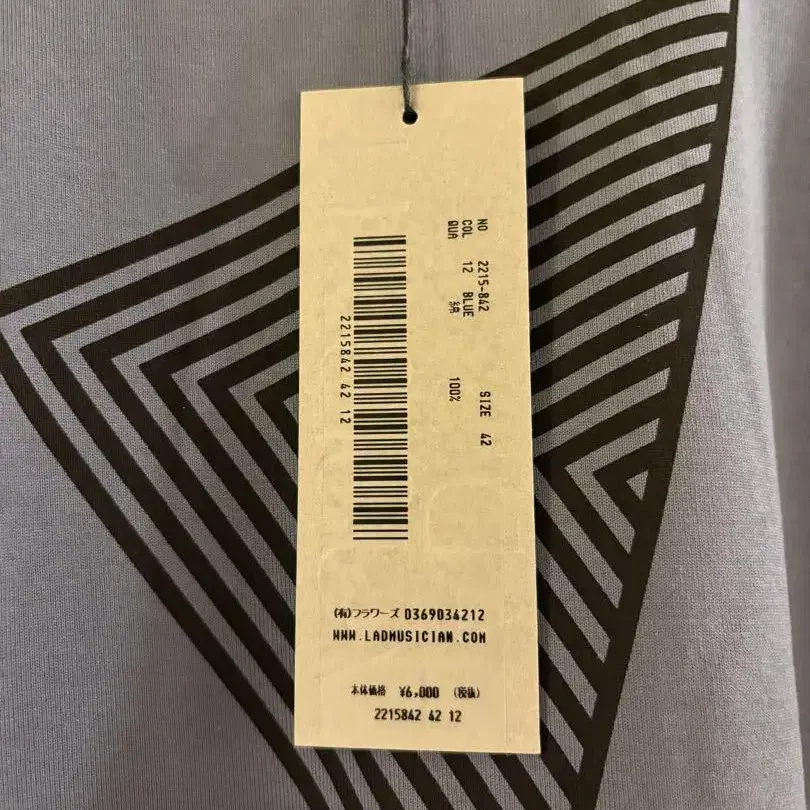 NO 2215-842 SIZE 42
COL 12 BLUE
QUA 綿 100%
2215842 42 12
(有)フラワーズ 0369034212
WWW.LADMUSICIAN.COM
本体価格 ¥6,000 (税抜)
2215842 42 12